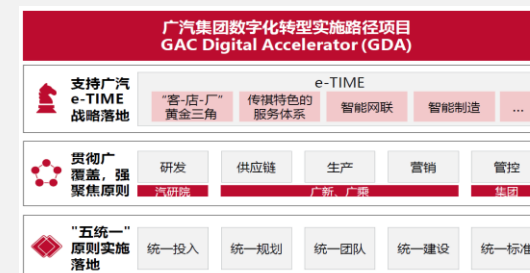 广汽集团数字化转型实施路径项目
GAC Digital Accelerator (GDA)
支持广汽
e-TIME
战略落地
e-TIME
“客-店-厂”
黄金三角
传祺特色的
服务体系
智能网联
智能制造
...
贯彻广
覆盖，强
聚焦原则
研发
供应链
生产
营销
管控
汽研院
广新、广乘
集团
“五统一”
原则实施
落地
统一投入
统一规划
统一团队
统一建设
统一标准